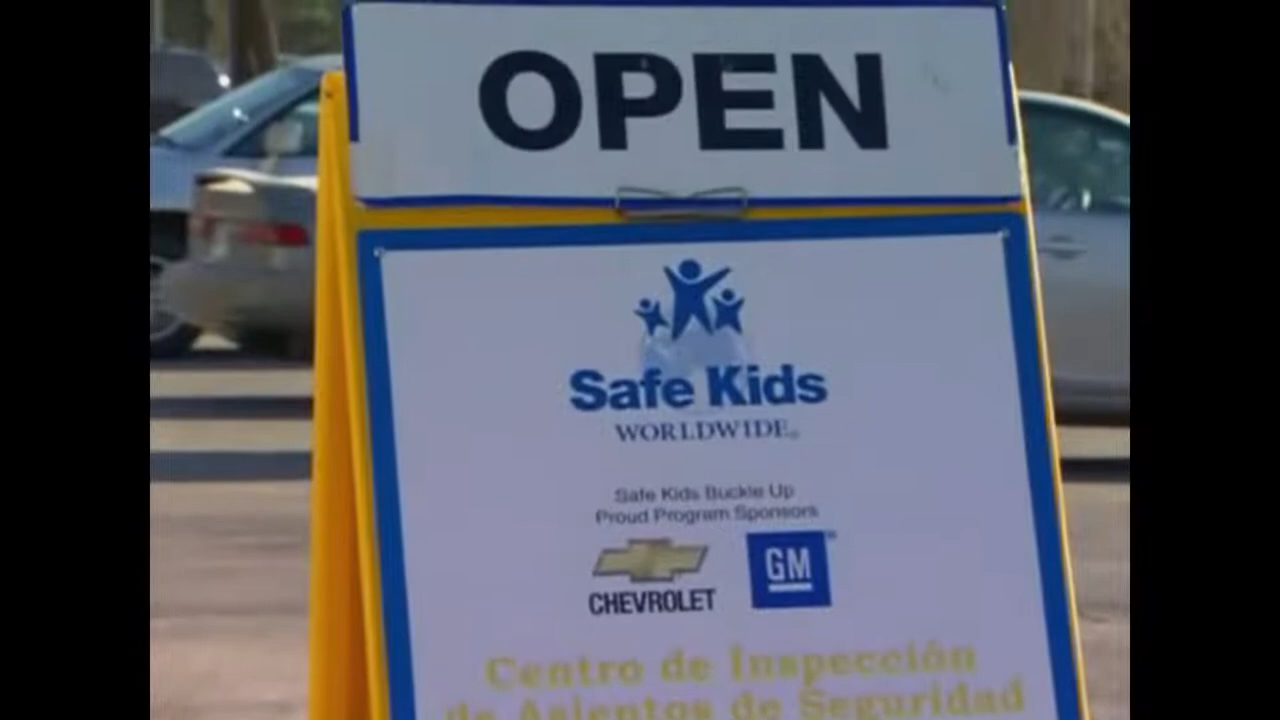 OPEN
Safe Kids
WORLDWIDE®
Safe Kids Buckle Up
Proud Program Sponsors
CHEVROLET
GM
Centro de Inspección
de Asientos de Seguridad